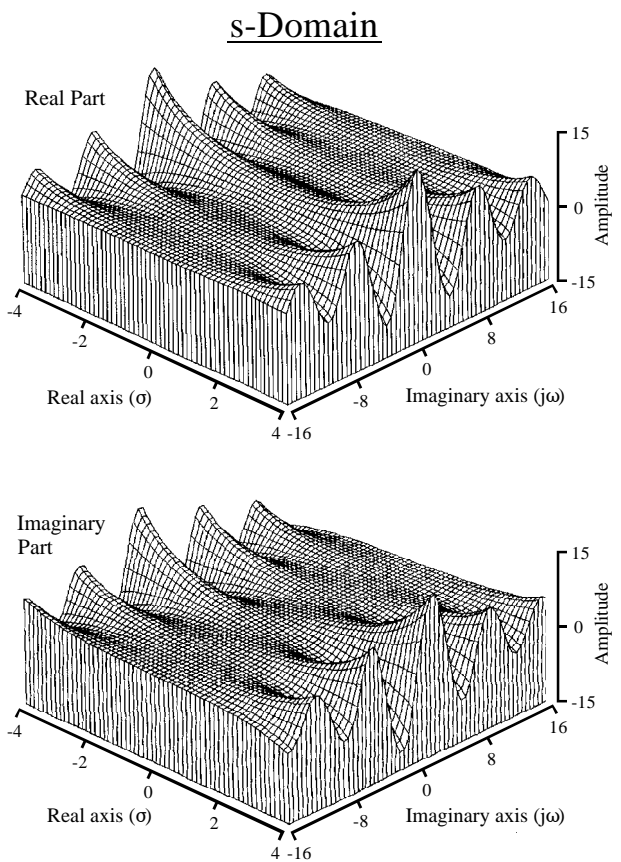 s-Domain
Real Part
15
0
-15
Amplitude
-4
-2
0
2
4
-16
-8
0
8
16
Real axis (σ)
Imaginary axis (jω)
Imaginary
Part
15
0
-15
Amplitude
-4
-2
0
2
4
-16
-8
0
8
16
Real axis (σ)
Imaginary axis (jω)